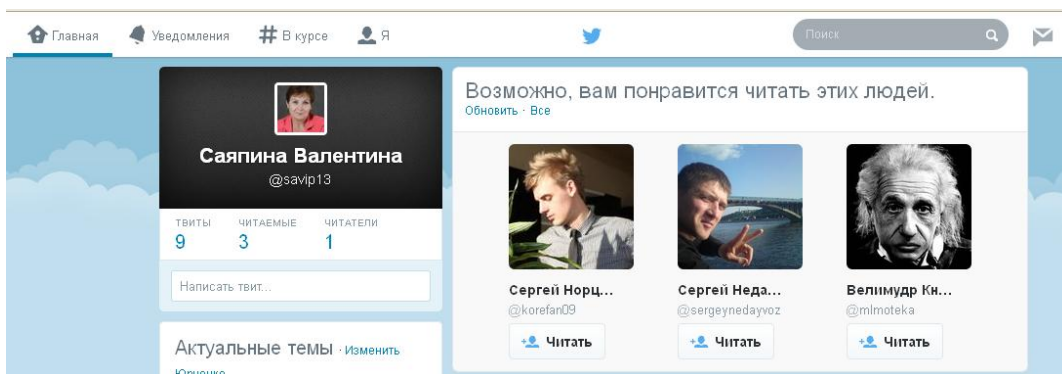 Главная Уведомления # В курсе Я Поиск
Саяпина Валентина
@savip13
ТВИТЫ ЧИТАЕМЫЕ ЧИТАТЕЛИ
9 3 1
Написать твит...
Актуальные темы · Изменить
Возможно, вам понравится читать этих людей.
Обновить · Все
Сергей Норц...
@korefan09
Читать
Сергей Неда...
@sergeynedayvoz
Читать
Велимудр Кн...
@mlmoteka
Читать